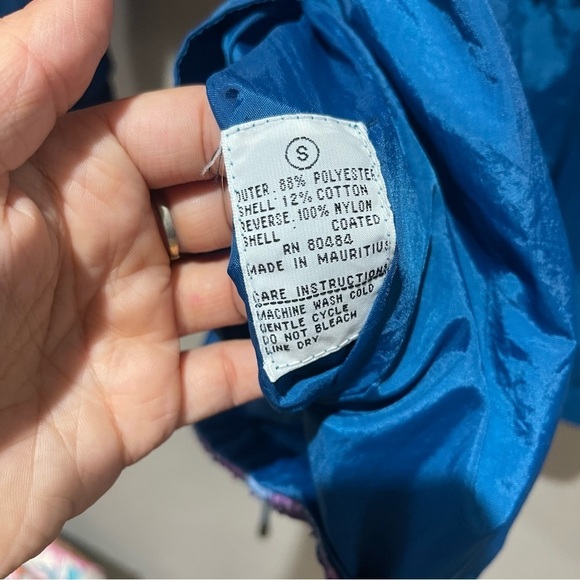 S
OUTER. 88% POLYESTER
SHELL 12% COTTON
REVERSE. 100% NYLON
SHELL COATED
RN 80484
MADE IN MAURITIUS
CARE INSTRUCTIONS
MACHINE WASH COLD
GENTLE CYCLE
DO NOT BLEACH
LINE DRY